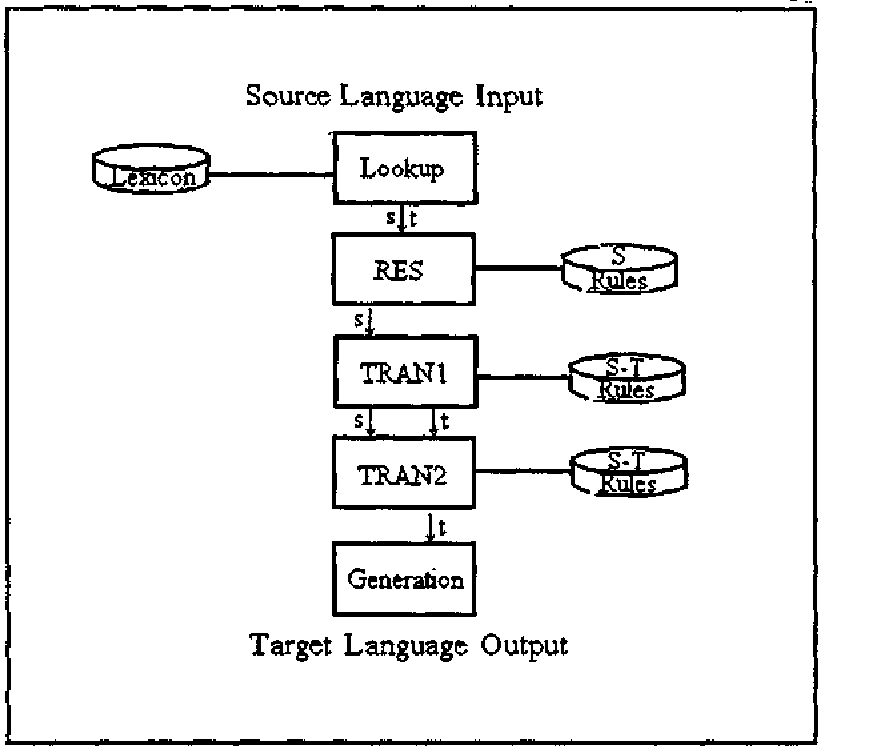 Source Language Input
Lookup
Lexicon
s t
RES
S
Rules
s
TRAN1
S-T
Rules
s t
TRAN2
S-T
Rules
t
Generation
Target Language Output